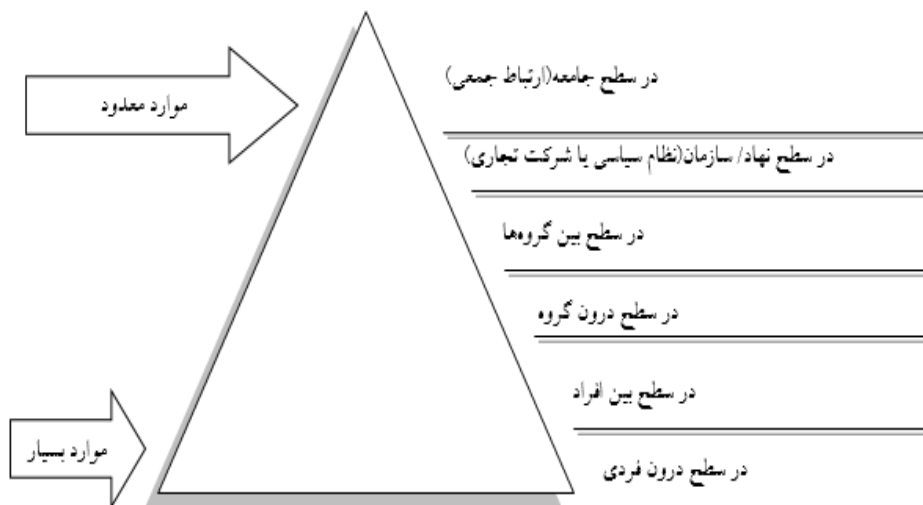 در سطح جامعه(ارتباط جمعی)
موارد معدود
در سطح نهاد/ سازمان(نظام سیاسی یا شرکت تجاری)
در سطح بین گروه‌ها
در سطح درون گروه
در سطح بین افراد
موارد بسیار
در سطح درون فردی